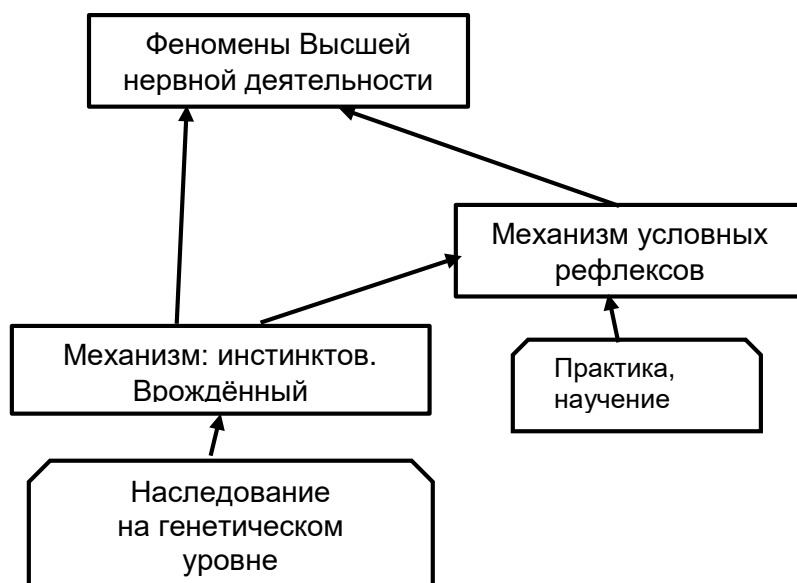 Феномены Высшей
нервной деятельности
Механизм условных
рефлексов
Механизм: инстинктов.
Врождённый
Практика,
научение
Наследование
на генетическом
уровне